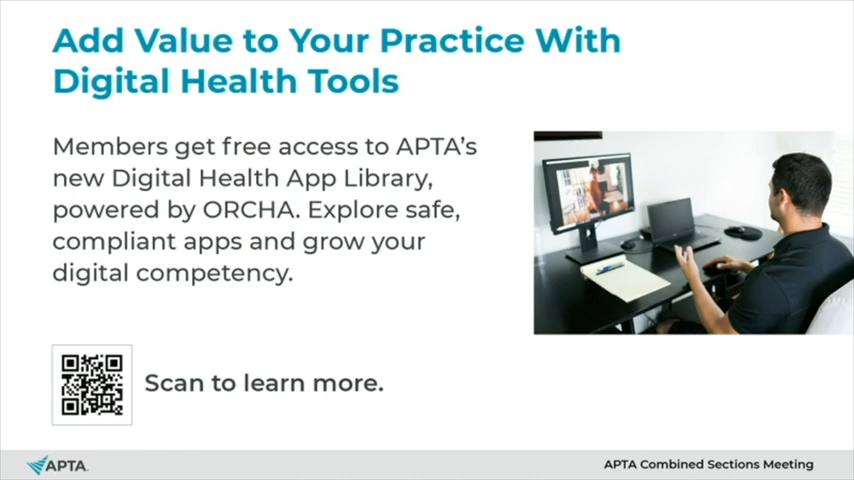 Add Value to Your Practice With
Digital Health Tools
Members get free access to APTA's
new Digital Health App Library,
powered by ORCHA. Explore safe,
compliant apps and grow your
digital competency.
Scan to learn more.
APTA
APTA Combined Sections Meeting